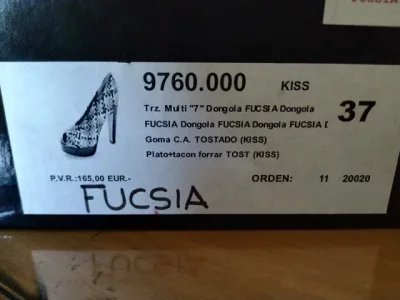 9760.000 KISS
Trz. Multi "7" Dongola FUCSIA Dongola
FUCSIA Dongola FUCSIA Dongola FUCSIA D
37
Goma C.A. TOSTADO (KISS)
Plato+tacon forrar TOST (KISS)
P.V.R.:165,00 EUR.- ORDEN: 11 20020
FUCSIA